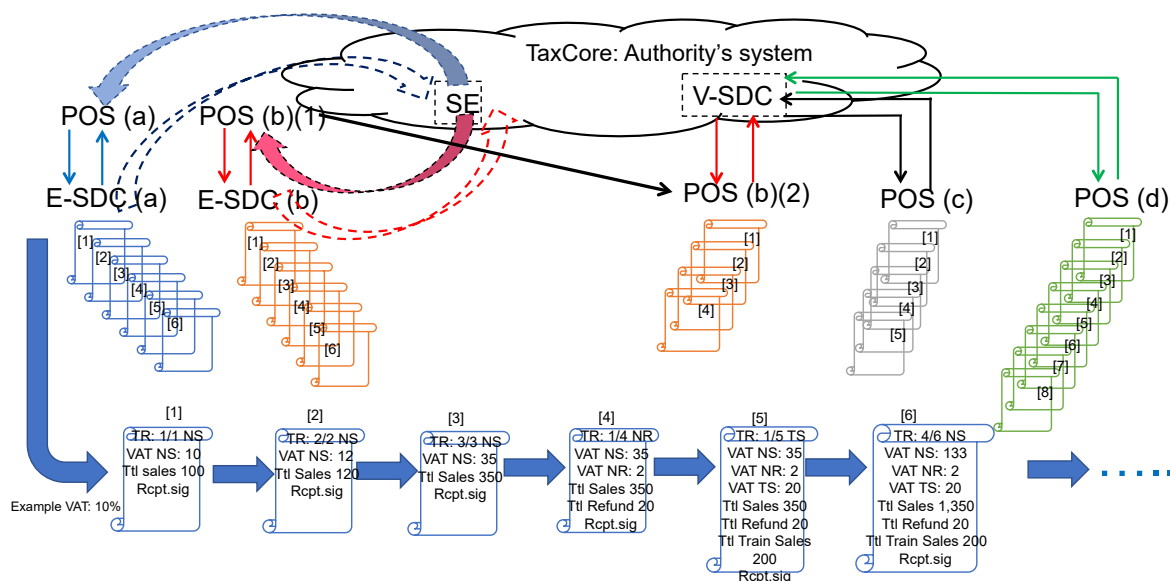 TaxCore: Authority's system
SE
V-SDC
POS (a)
POS (b)(1)
E-SDC (a)
E-SDC (b)
POS (b)(2)
POS (c)
POS (d)
[1]
[2]
[3]
[4]
[5]
[6]
[1]
[2]
[3]
[4]
[5]
[6]
[1]
[2]
[3]
[4]
[1]
[2]
[3]
[4]
[5]
[1]
[2]
[3]
[4]
[5]
[6]
[7]
[8]
Example VAT: 10%
[1]
TR: 1/1 NS
VAT NS: 10
Ttl sales 100
Rcpt.sig
[2]
TR: 2/2 NS
VAT NS: 12
Ttl Sales 120
Rcpt.sig
[3]
TR: 3/3 NS
VAT NS: 35
Ttl Sales 350
Rcpt.sig
[4]
TR: 1/4 NR
VAT NS: 35
VAT NR: 2
Ttl Sales 350
Ttl Refund 20
Rcpt.sig
[5]
TR: 1/5 TS
VAT NS: 35
VAT NR: 2
VAT TS: 20
Ttl Sales 350
Ttl Refund 20
Ttl Train Sales
200
Rcpt.sig
[6]
TR: 4/6 NS
VAT NS: 133
VAT NR: 2
VAT TS: 20
Ttl Sales 1,350
Ttl Refund 20
Ttl Train Sales 200
Rcpt.sig